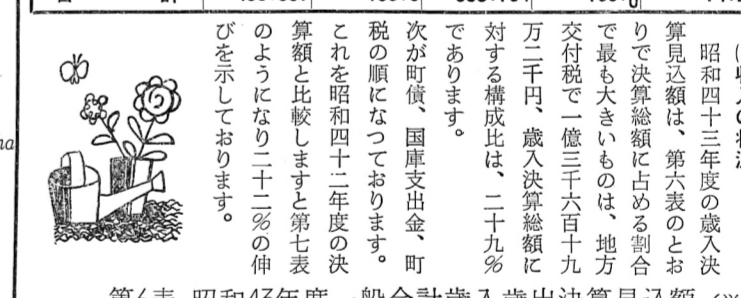 昭和四十三年度の歳入決
算見込額は、第六表のとお
りで決算総額に占める割合
で最も大きいものは、地方
交付税で一億三千六百十九
万二千円、歳入決算総額に
対する構成比は、二十九%
であります。
次が町債、国庫支出金、町
税の順になつております。
これを昭和四十二年度の決
算額と比較しますと第七表
のようになり二十二%の伸
びを示しております。